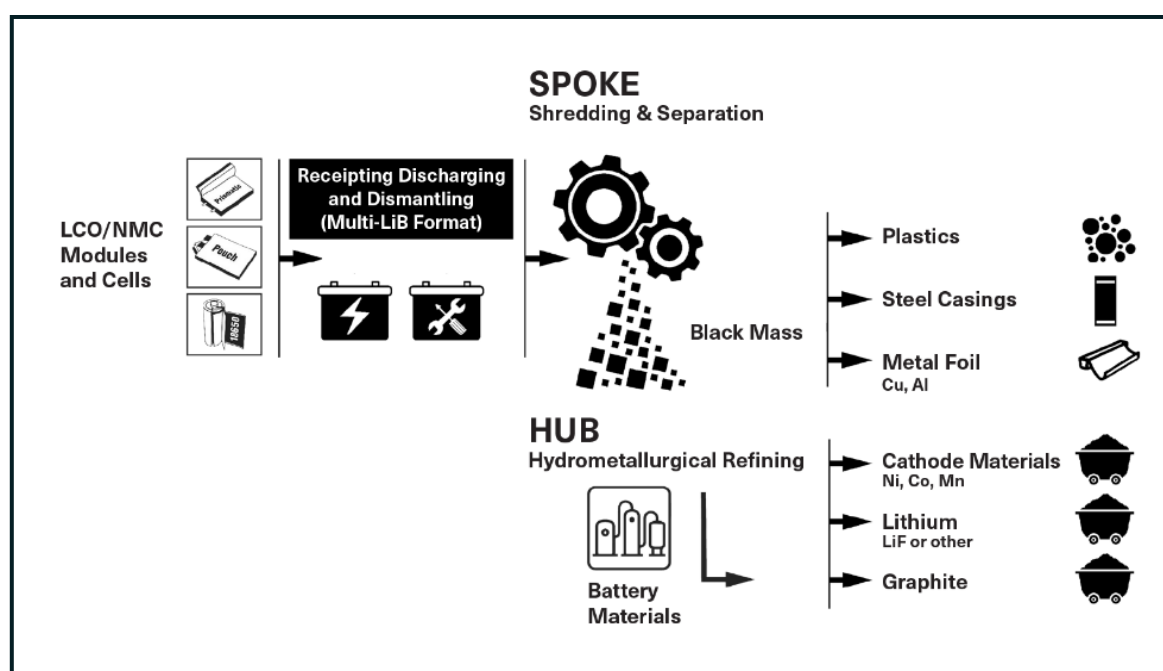 SPOKE
Shredding & Separation
LCO/NMC
Modules
and Cells
Prismatic
Pouch
18650
Receipting Discharging
and Dismantling
(Multi-LiB Format)
Black Mass
Plastics
Steel Casings
Metal Foil
Cu, Al
HUB
Hydrometallurgical Refining
Battery
Materials
Cathode Materials
Ni, Co, Mn
Lithium
LiF or other
Graphite